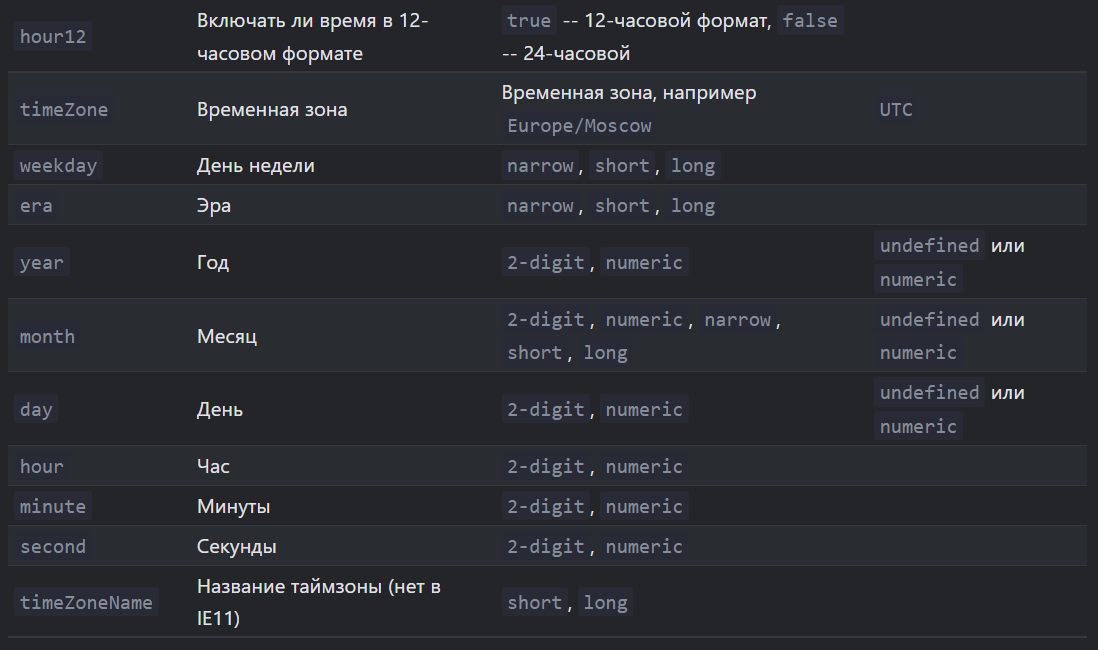 hour12 Включать ли время в 12- true -- 12-часовой формат, false
часовом формате -- 24-часовой
timeZone Временная зона Временная зона, например UTC
Europe/Moscow
weekday День недели narrow, short, long
era Эра narrow, short, long
year Год 2-digit, numeric undefined или
numeric
month Месяц 2-digit, numeric, narrow, undefined или
short, long numeric
day День 2-digit, numeric undefined или
numeric
hour Час 2-digit, numeric
minute Минуты 2-digit, numeric
second Секунды 2-digit, numeric
timeZoneName Название таймзоны (нет в short, long
IE11)